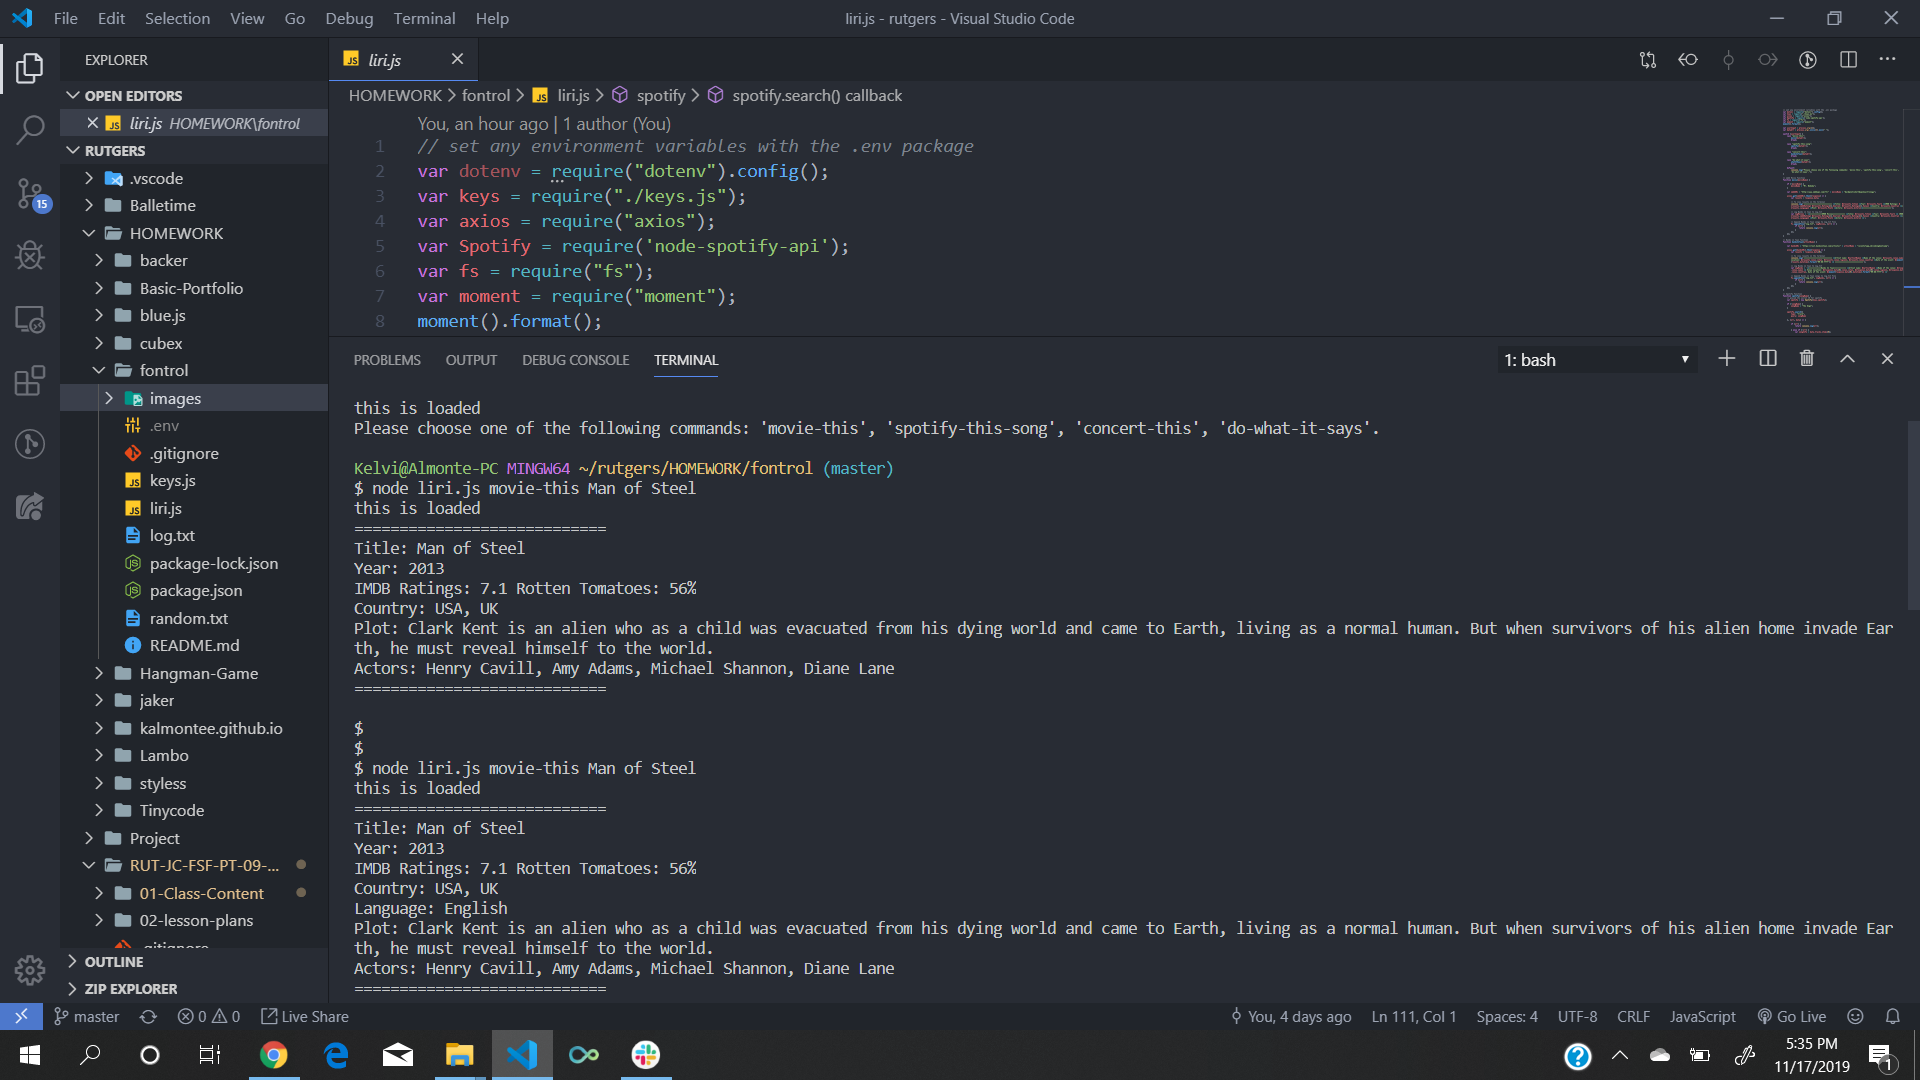 File Edit Selection View Go Debug Terminal Help
liri.js - rutgers - Visual Studio Code
EXPLORER
OPEN EDITORS
liri.js HOMEWORK\fontrol
RUTGERS
.vscode
Balletime
HOMEWORK
backer
Basic-Portfolio
blue.js
cubex
fontrol
images
.env
.gitignore
keys.js
liri.js
log.txt
package-lock.json
package.json
random.txt
README.md
Hangman-Game
jaker
kalmontee.github.io
Lambo
styless
Tinycode
Project
RUT-JC-FSF-PT-09-...
01-Class-Content
02-lesson-plans
.gitignore
OUTLINE
ZIP EXPLORER
15
liri.js
HOMEWORK > fontrol > liri.js > spotify > spotify.search() callback
You, an hour ago | 1 author (You)
1 // set any environment variables with the .env package
2 var dotenv = require("dotenv").config();
3 var keys = require("./keys.js");
4 var axios = require("axios");
5 var Spotify = require('node-spotify-api');
6 var fs = require("fs");
7 var moment = require("moment");
8 moment().format();
PROBLEMS OUTPUT DEBUG CONSOLE TERMINAL
1: bash
this is loaded
Please choose one of the following commands: 'movie-this', 'spotify-this-song', 'concert-this', 'do-what-it-says'.
Kelvi@Almonte-PC MINGW64 ~/rutgers/HOMEWORK/fontrol (master)
$ node liri.js movie-this Man of Steel
this is loaded
============================
Title: Man of Steel
Year: 2013
IMDB Ratings: 7.1 Rotten Tomatoes: 56%
Country: USA, UK
Plot: Clark Kent is an alien who as a child was evacuated from his dying world and came to Earth, living as a normal human. But when survivors of his alien home invade Ear
th, he must reveal himself to the world.
Actors: Henry Cavill, Amy Adams, Michael Shannon, Diane Lane
============================
$
$
$ node liri.js movie-this Man of Steel
this is loaded
============================
Title: Man of Steel
Year: 2013
IMDB Ratings: 7.1 Rotten Tomatoes: 56%
Country: USA, UK
Language: English
Plot: Clark Kent is an alien who as a child was evacuated from his dying world and came to Earth, living as a normal human. But when survivors of his alien home invade Ear
th, he must reveal himself to the world.
Actors: Henry Cavill, Amy Adams, Michael Shannon, Diane Lane
============================
master 0 0 Live Share
You, 4 days ago Ln 111, Col 1 Spaces: 4 UTF-8 CRLF JavaScript Go Live
5:35 PM
11/17/2019
1